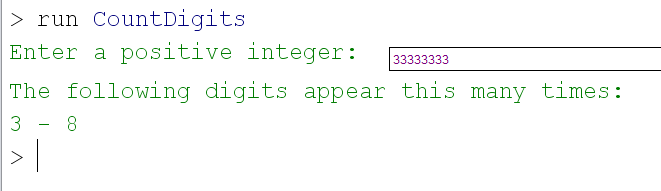 > run CountDigits
Enter a positive integer: 33333333
The following digits appear this many times:
3 - 8
>